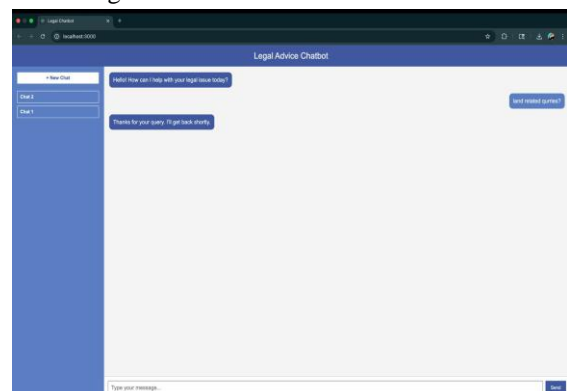 Legal Chatbot
localhost:3000
Legal Advice Chatbot
+ New Chat
Chat 2
Chat 1
Hello! How can I help with your legal issue today?
land related quries?
Thanks for your query. I'll get back shortly.
Type your message...
Send